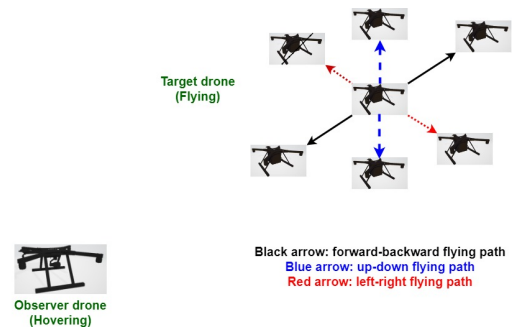 Target drone
(Flying)
Black arrow: forward-backward flying path
Blue arrow: up-down flying path
Red arrow: left-right flying path
Observer drone
(Hovering)